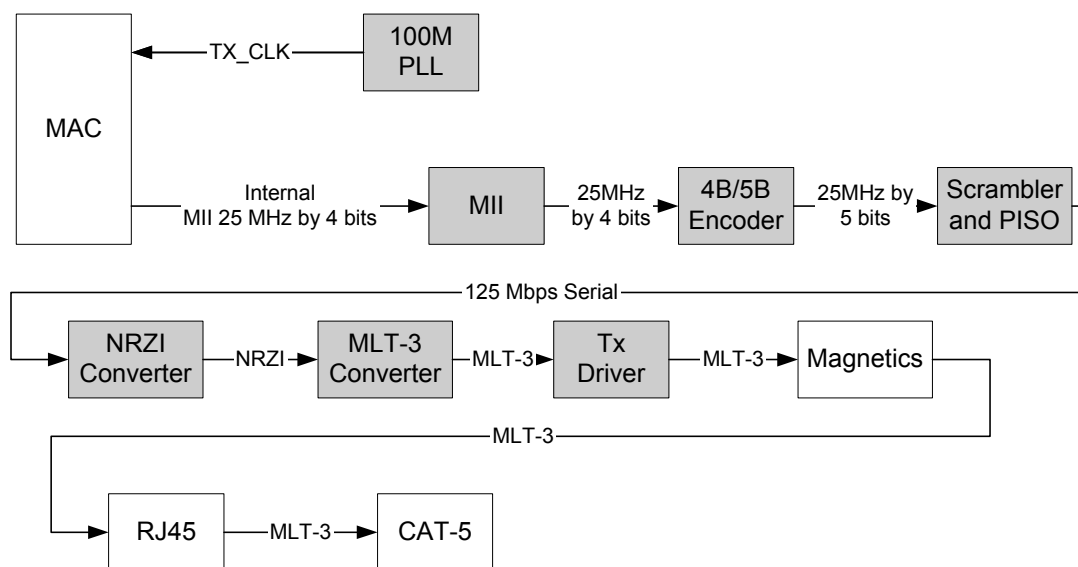 TX_CLK
100M
PLL
MAC
Internal
MII 25 MHz by 4 bits
MII
25MHz
by 4 bits
4B/5B
Encoder
25MHz by
5 bits
Scrambler
and PISO
125 Mbps Serial
NRZI
Converter
NRZI
MLT-3
Converter
MLT-3
Tx
Driver
MLT-3
Magnetics
MLT-3
RJ45
MLT-3
CAT-5